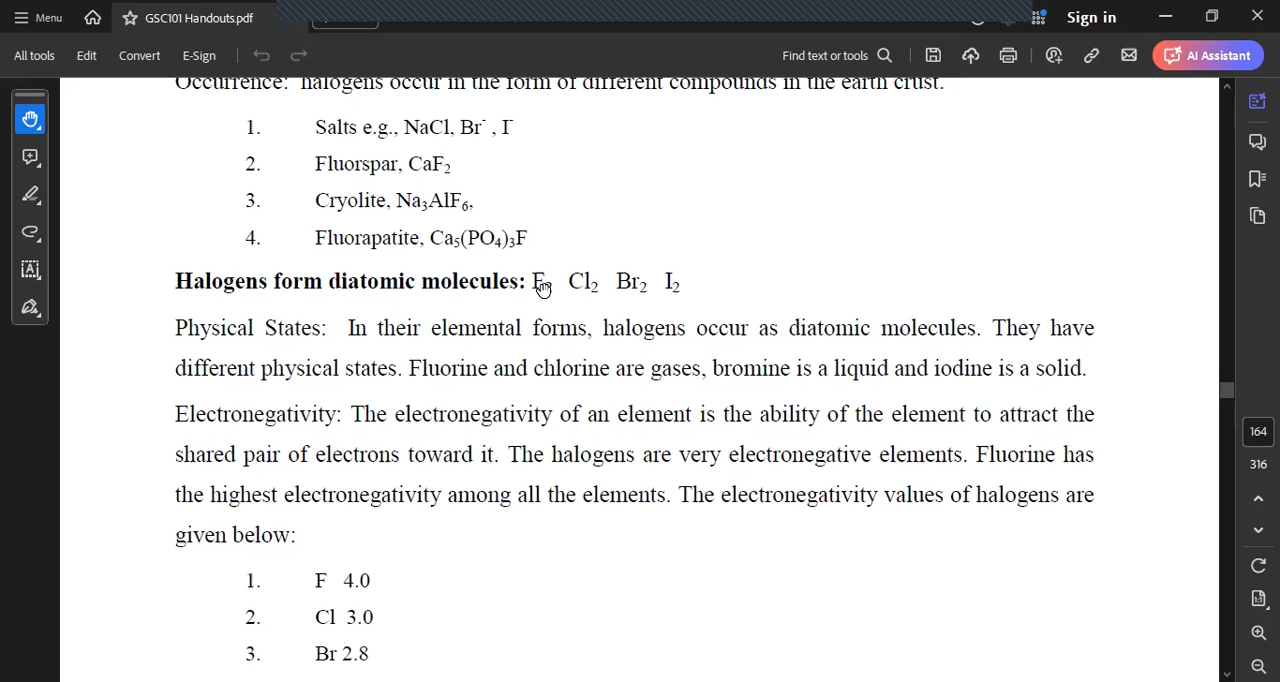 Menu GSC101 Handouts.pdf Sign in
All tools Edit Convert E-Sign Find text or tools AI Assistant
Occurrence: halogens occur in the form of different compounds in the earth crust.
1. Salts e.g., NaCl, Br⁻ , I⁻
2. Fluorspar, CaF₂
3. Cryolite, Na₃AlF₆,
4. Fluorapatite, Ca₅(PO₄)₃F
Halogens form diatomic molecules: F₂ Cl₂ Br₂ I₂
Physical States: In their elemental forms, halogens occur as diatomic molecules. They have
different physical states. Fluorine and chlorine are gases, bromine is a liquid and iodine is a solid.
Electronegativity: The electronegativity of an element is the ability of the element to attract the
shared pair of electrons toward it. The halogens are very electronegative elements. Fluorine has
the highest electronegativity among all the elements. The electronegativity values of halogens are
given below:
1. F 4.0
2. Cl 3.0
3. Br 2.8
164
316